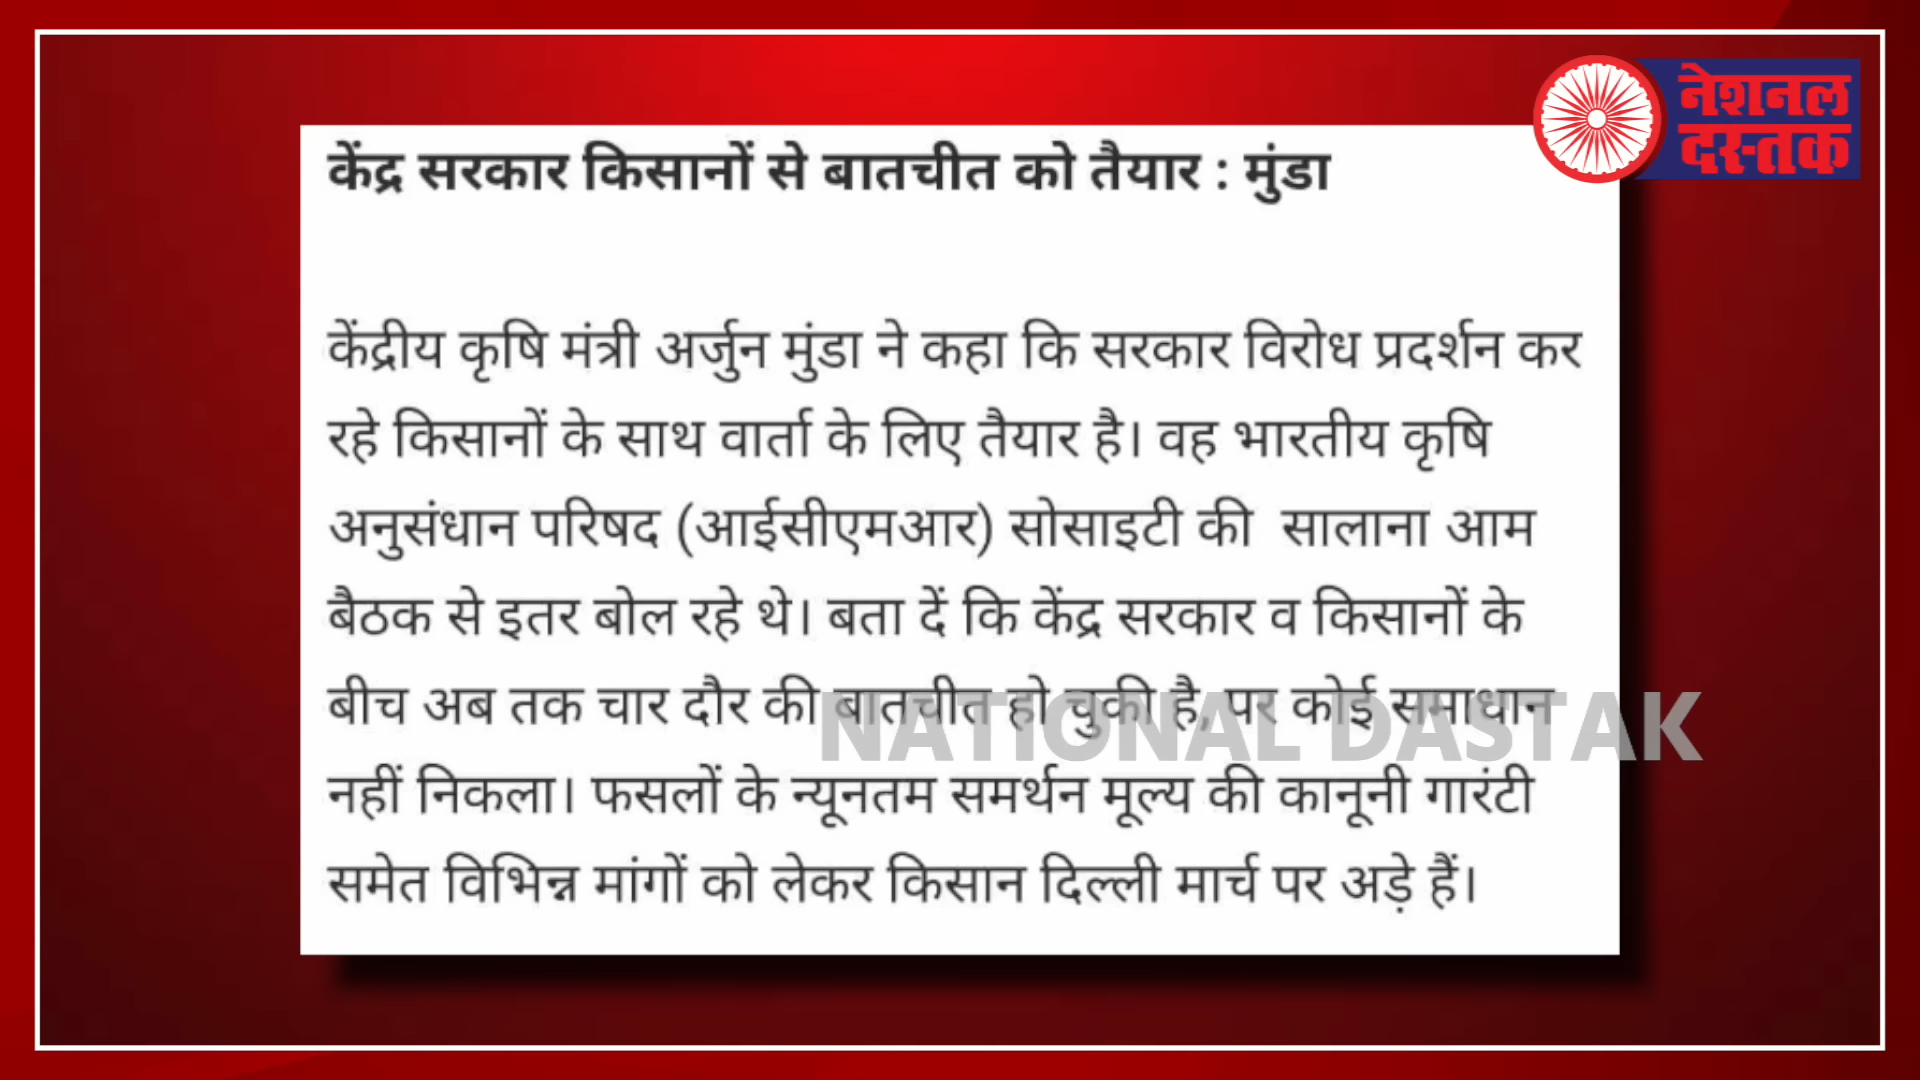 नेशनल
दस्तक
केंद्र सरकार किसानों से बातचीत को तैयार : मुंडा
केंद्रीय कृषि मंत्री अर्जुन मुंडा ने कहा कि सरकार विरोध प्रदर्शन कर
रहे किसानों के साथ वार्ता के लिए तैयार है। वह भारतीय कृषि
अनुसंधान परिषद (आईसीएमआर) सोसाइटी की सालाना आम
बैठक से इतर बोल रहे थे। बता दें कि केंद्र सरकार व किसानों के
बीच अब तक चार दौर की बातचीत हो चुकी है, पर कोई समाधान
NATIONAL DASTAK
नहीं निकला। फसलों के न्यूनतम समर्थन मूल्य की कानूनी गारंटी
समेत विभिन्न मांगों को लेकर किसान दिल्ली मार्च पर अड़े हैं।